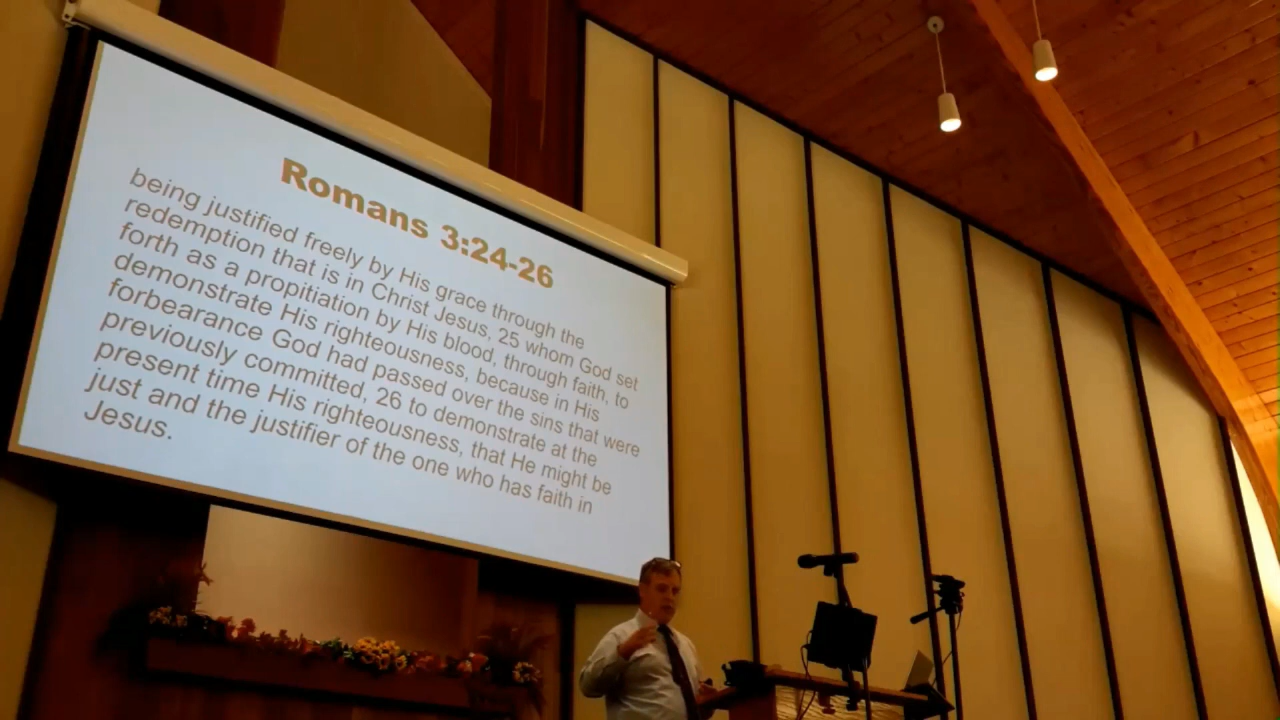 Romans 3:24-26
being justified freely by His grace through the
redemption that is in Christ Jesus, 25 whom God set
forth as a propitiation by His blood, through faith, to
demonstrate His righteousness, because in His
forbearance God had passed over the sins that were
previously committed, 26 to demonstrate at the
present time His righteousness, that He might be
just and the justifier of the one who has faith in
Jesus.